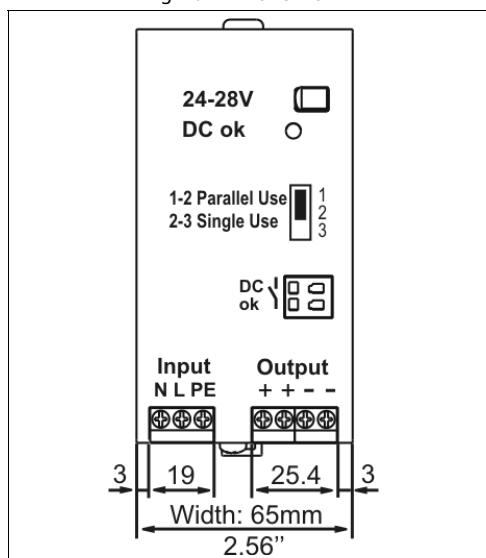 24-28V
DC ok
1-2 Parallel Use
2-3 Single Use
1
2
3
DC
ok
Input
N L PE
Output
+ + - -
3
19
25.4
3
Width: 65mm
2.56’’